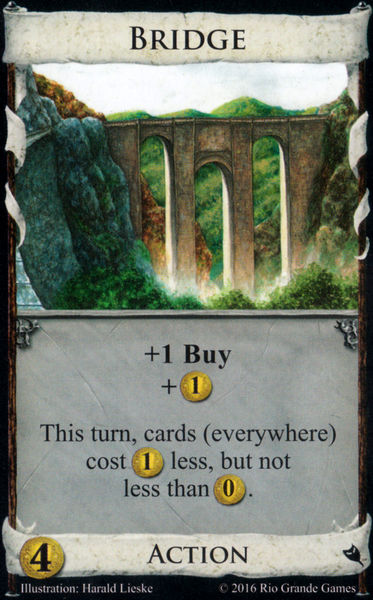 BRIDGE
+1 Buy
+1
This turn, cards (everywhere)
cost 1 less, but not
less than 0.
4 ACTION
Illustration: Harald Lieske © 2016 Rio Grande Games